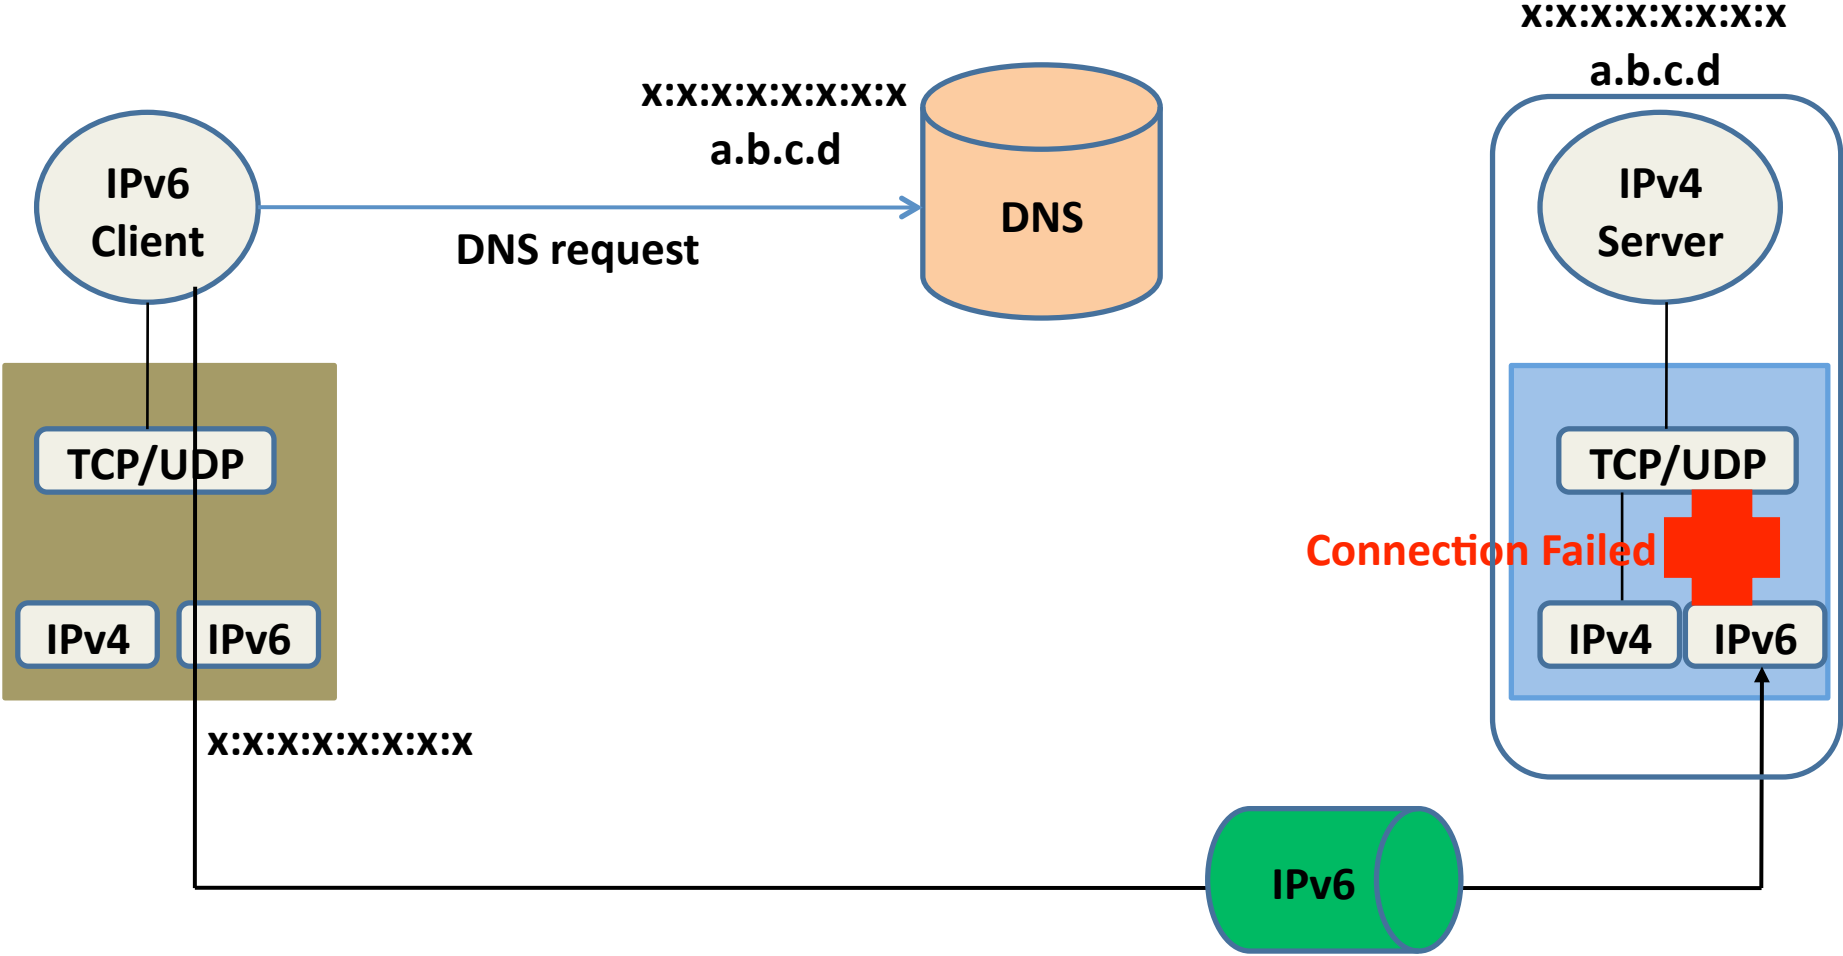 x:x:x:x:x:x:x:x
a.b.c.d
x:x:x:x:x:x:x:x
a.b.c.d
IPv6
Client
DNS request
DNS
IPv4
Server
TCP/UDP
TCP/UDP
Connection Failed
IPv4
IPv6
IPv4
IPv6
x:x:x:x:x:x:x:x
IPv6